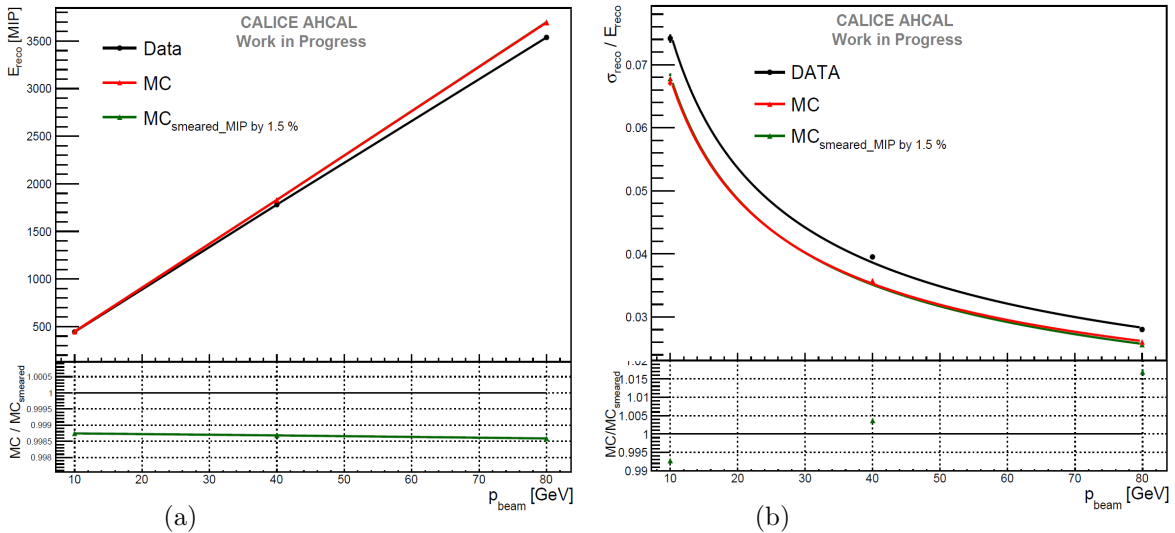 CALICE AHCAL
Work in Progress
E_reco [MIP]
3500
3000
2500
2000
1500
1000
500
Data
MC
MC_smeared_MIP by 1.5 %
MC / MC_smeared
1.0005
1
0.9995
0.999
0.9985
0.998
10 20 30 40 50 60 70 80
p_beam [GeV]
(a)
CALICE AHCAL
Work in Progress
σ_reco / E_reco
0.07
0.06
0.05
0.04
0.03
DATA
MC
MC_smeared_MIP by 1.5 %
MC/MC_smeared
1.02
1.015
1.01
1.005
1
0.995
0.99
10 20 30 40 50 60 70 80
p_beam [GeV]
(b)